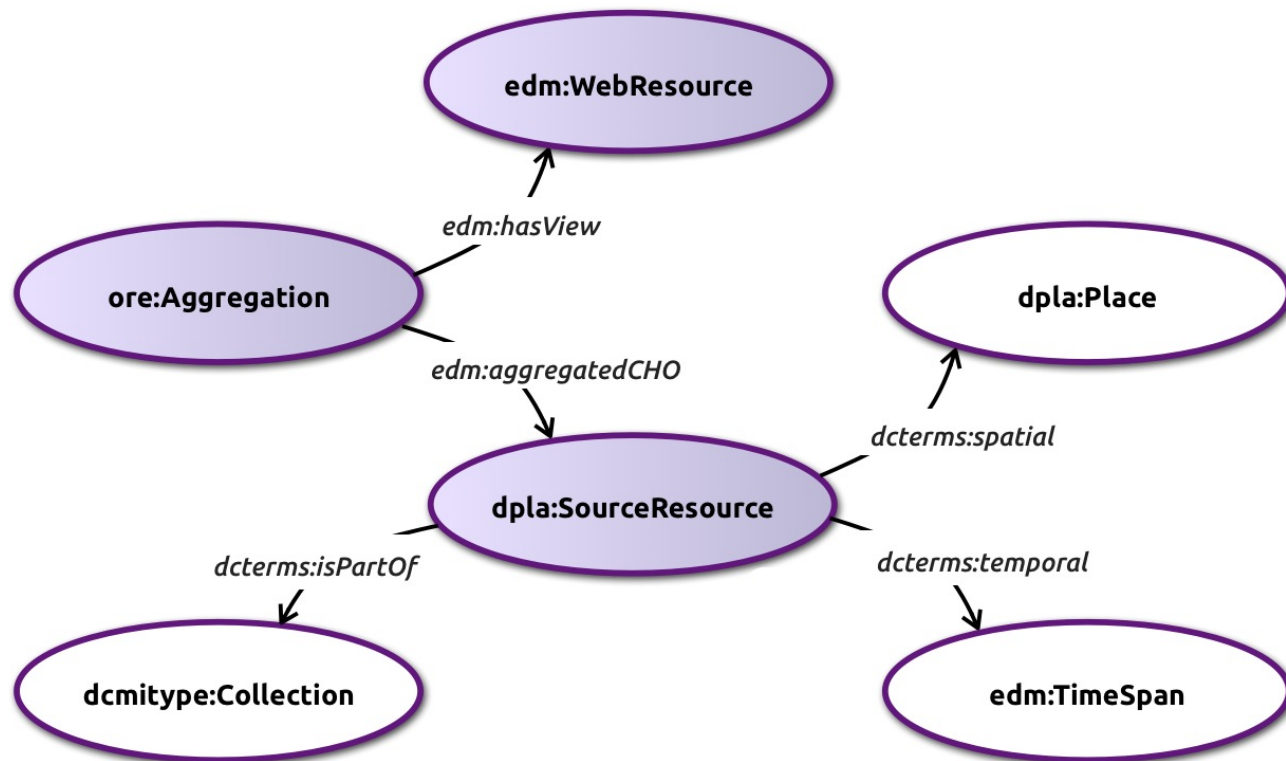 edm:WebResource
edm:hasView
ore:Aggregation
dpla:Place
edm:aggregatedCHO
dcterms:spatial
dpla:SourceResource
dcterms:isPartOf
dcterms:temporal
dcmitype:Collection
edm:TimeSpan